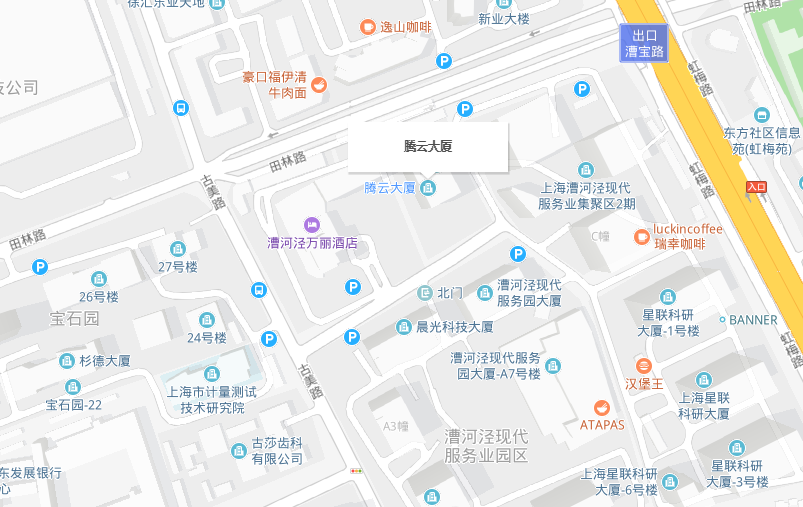 徐汇东业大地
逸山咖啡
新业大楼
田林路
出口
漕宝路
虹梅路
豪口福伊清
牛肉面
技公司
东方社区信息
苑(虹梅苑)
腾云大厦
田林路
腾云大厦
古美路
上海漕河泾现代
服务业集聚区2期
虹梅路
入口
田林路
漕河泾万丽酒店
C幢
luckincoffee
瑞幸咖啡
27号楼
26号楼
北门
漕河泾现代
服务园大厦
宝石园
24号楼
晨光科技大厦
星联科研
大厦-1号楼
BANNER
虹梅路
杉德大厦
漕河泾现代服务
园大厦-A7号楼
古美路
汉堡王
宝石园-22
上海市计量测试
技术研究院
上海星联
科研大厦
ATAPAS
A3幢
漕河泾现代
服务业园区
古莎齿科
有限公司
东发展银行
心
上海星联科研
大厦-6号楼
星联科研
大厦-3号楼